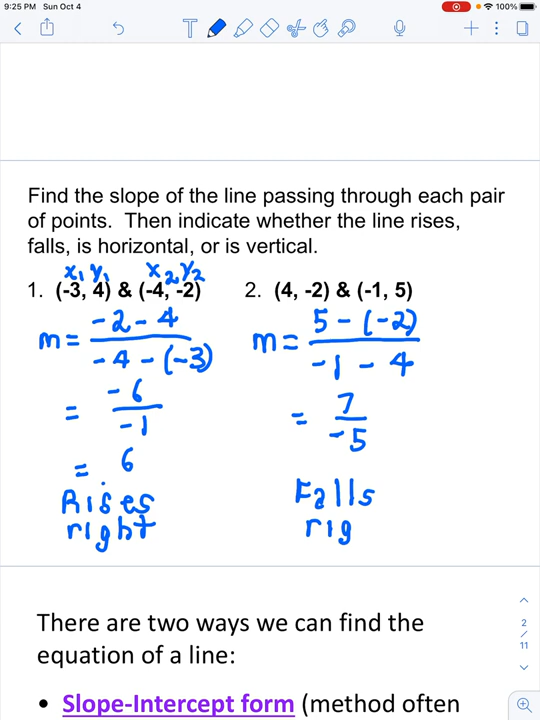 9:25 PM Sun Oct 4
100%
T
Find the slope of the line passing through each pair
of points. Then indicate whether the line rises,
falls, is horizontal, or is vertical.
x₁ y₁ x₂ y₂
1. (-3, 4) & (-4, -2)
m = (-2 - 4)/(-4 - (-3))
= -6/-1
= 6
Rises
right
2. (4, -2) & (-1, 5)
m = (5 - (-2))/(-1 - 4)
= 7/-5
Falls
rig
There are two ways we can find the
equation of a line:
• Slope-Intercept form (method often
2
/
11